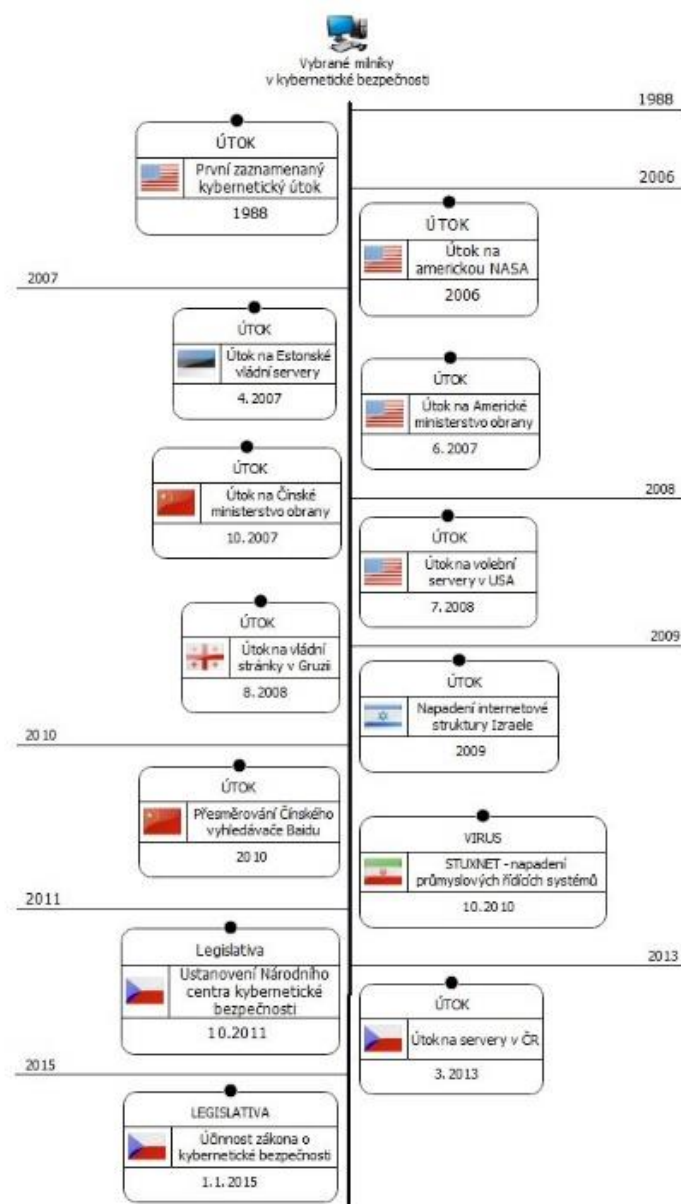 Vybrané milníky
v kybernetické bezpečnosti
1988
ÚTOK
První zaznamenaný
kybernetický útok
1988
2006
ÚTOK
Útok na
americkou NASA
2006
2007
ÚTOK
Útok na Estonské
vládní servery
4. 2007
ÚTOK
Útok na Americké
ministerstvo obrany
6. 2007
ÚTOK
Útok na Čínské
ministerstvo obrany
10. 2007
2008
ÚTOK
Útok na volební
servery v USA
7. 2008
ÚTOK
Útok na vládní
stránky v Gruzii
8. 2008
2009
ÚTOK
Napadení internetové
struktury Izraele
2009
2010
ÚTOK
Přesměrování Čínského
vyhledávače Baidu
2010
VIRUS
STUXNET - napadení
průmyslových řídících systémů
10. 2010
2011
Legislativa
Ustanovení Národního
centra kybernetické
bezpečnosti
10.2011
2013
ÚTOK
Útok na servery v ČR
3. 2013
2015
LEGISLATIVA
Účinnost zákona o
kybernetické bezpečnosti
1.1. 2015